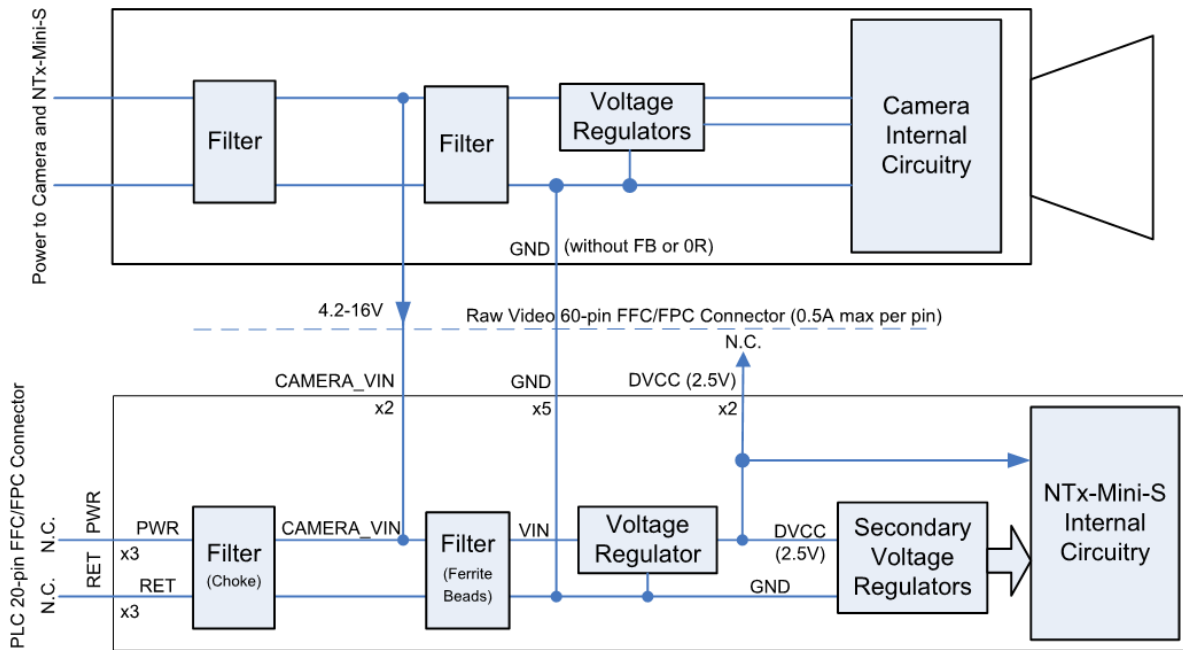 Power to Camera and NTx-Mini-S
Filter
Filter
Voltage
Regulators
Camera
Internal
Circuitry
GND
(without FB or 0R)
4.2-16V
Raw Video 60-pin FFC/FPC Connector (0.5A max per pin)
N.C.
CAMERA_VIN
GND
DVCC (2.5V)
x2
x5
x2
PLC 20-pin FFC/FPC Connector
N.C.
PWR
PWR
x3
N.C.
RET
RET
x3
Filter
(Choke)
CAMERA_VIN
Filter
(Ferrite
Beads)
VIN
Voltage
Regulator
DVCC
(2.5V)
GND
Secondary
Voltage
Regulators
NTx-Mini-S
Internal
Circuitry